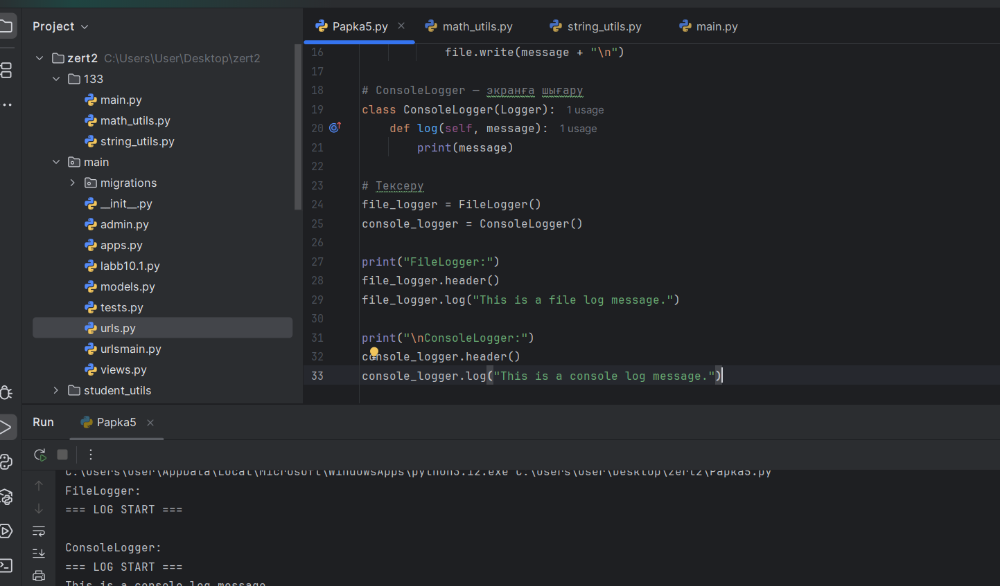 Project
zert2 C:\Users\User\Desktop\zert2
133
main.py
math_utils.py
string_utils.py
main
migrations
__init__.py
admin.py
apps.py
labb10.1.py
models.py
tests.py
urls.py
urlsmain.py
views.py
student_utils
Papka5.py math_utils.py string_utils.py main.py
16 file.write(message + "\n")
17
18 # ConsoleLogger — экранға шығару
19 class ConsoleLogger(Logger): 1 usage
20 def log(self, message): 1 usage
21 print(message)
22
23 # Тексеру
24 file_logger = FileLogger()
25 console_logger = ConsoleLogger()
26
27 print("FileLogger:")
28 file_logger.header()
29 file_logger.log("This is a file log message.")
30
31 print("\nConsoleLogger:")
32 console_logger.header()
33 console_logger.log("This is a console log message.")
Run Papka5
C:\Users\User\AppData\Local\Microsoft\WindowsApps\python3.12.exe C:\Users\User\Desktop\zert2\Papka5.py
FileLogger:
=== LOG START ===
ConsoleLogger:
=== LOG START ===
This is a console log message.